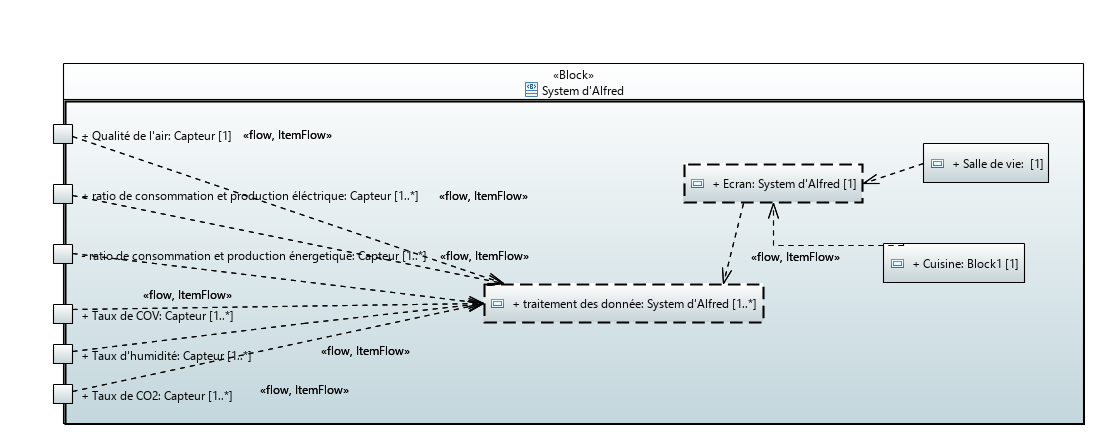 «Block»
System d'Alfred
+ Qualité de l'air: Capteur [1]
«flow, ItemFlow»
+ ratio de consommation et production éléctrique: Capteur [1..*]
«flow, ItemFlow»
+ ratio de consommation et production énergetique: Capteur [1..*]
«flow, ItemFlow»
«flow, ItemFlow»
+ Taux de COV: Capteur [1..*]
+ Taux d'humidité: Capteur [1..*]
«flow, ItemFlow»
+ Taux de CO2: Capteur [1..*]
«flow, ItemFlow»
+ Ecran: System d'Alfred [1]
+ Salle de vie:  [1]
«flow, ItemFlow»
+ Cuisine: Block1 [1]
+ traitement des donnée: System d'Alfred [1..*]